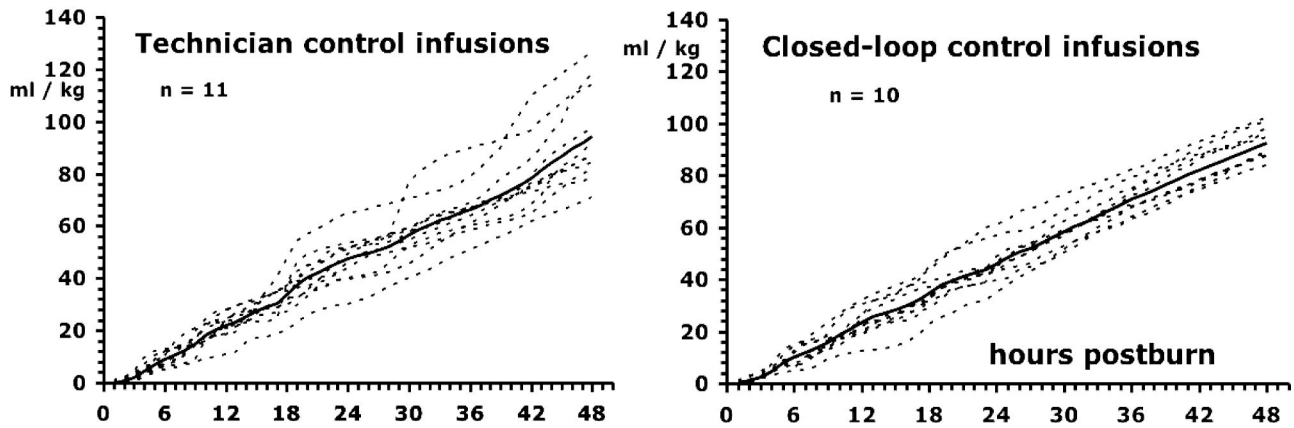 140
Technician control infusions
120
ml / kg
n = 11
100
80
60
40
20
0
0 6 12 18 24 30 36 42 48
140
Closed-loop control infusions
120
ml / kg
n = 10
100
80
60
40
20
hours postburn
0
0 6 12 18 24 30 36 42 48